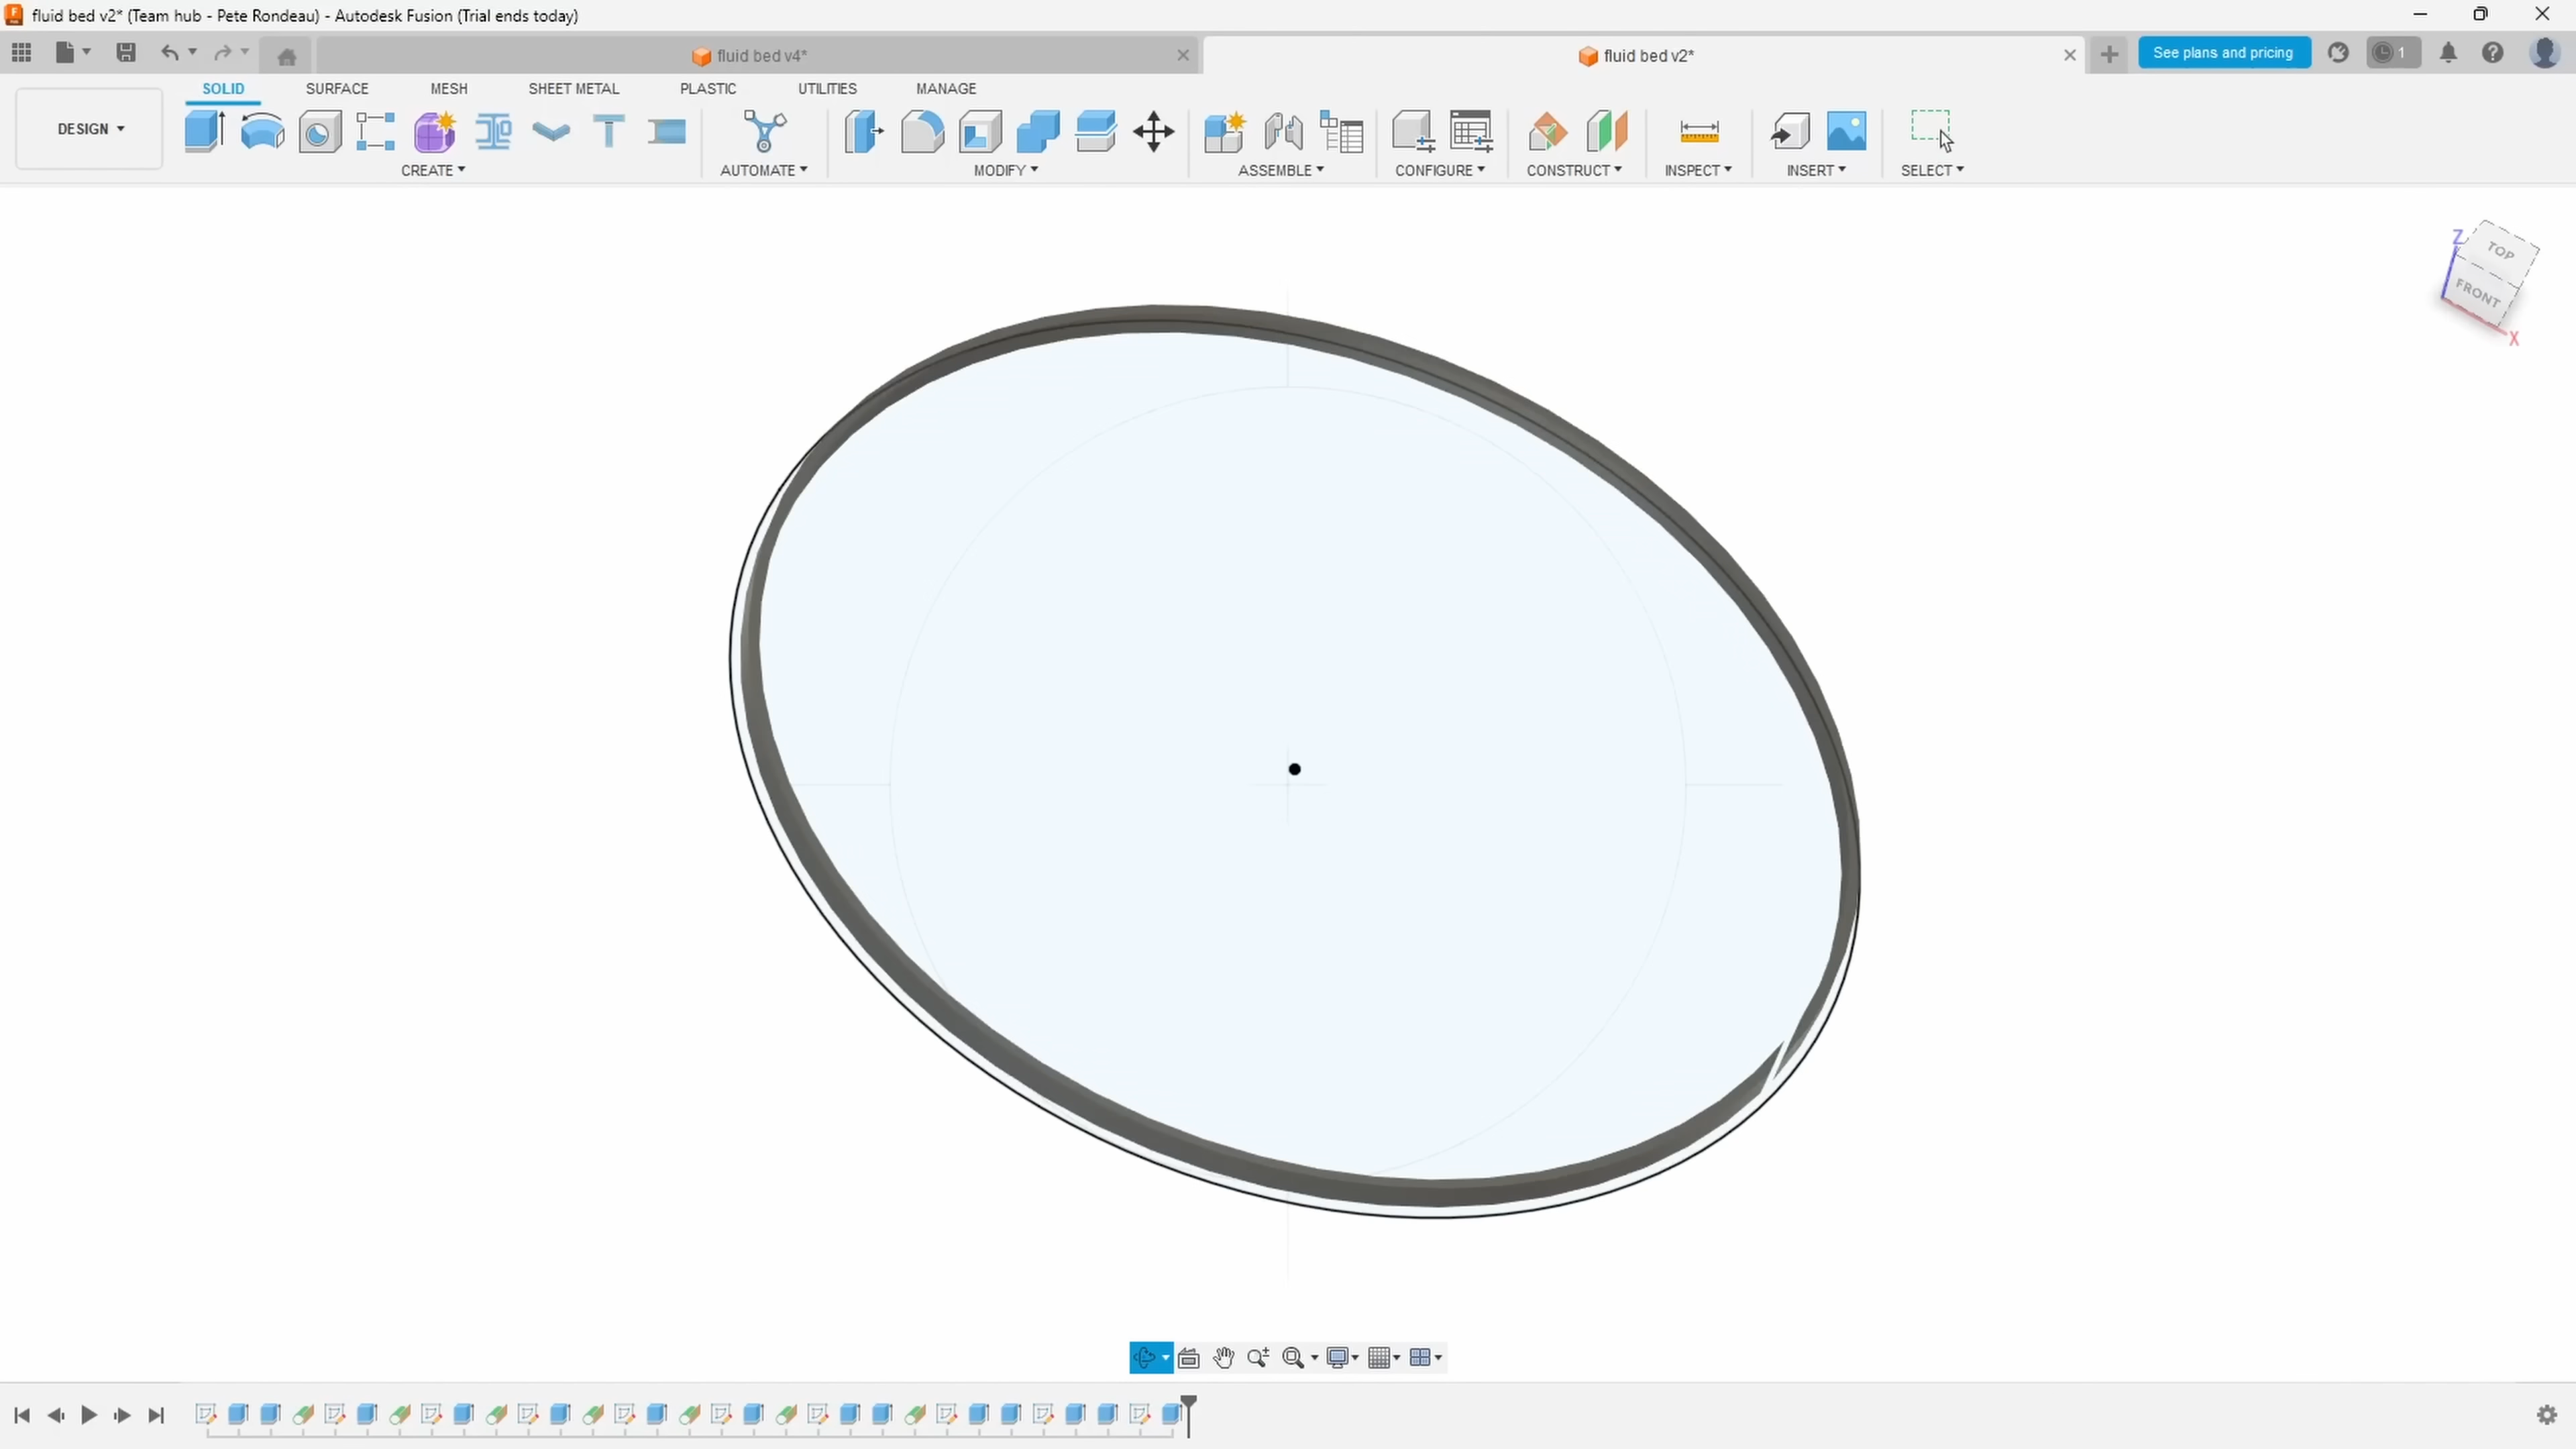 fluid bed v2* (Team hub - Pete Rondeau) - Autodesk Fusion (Trial ends today)
fluid bed v4*
fluid bed v2*
See plans and pricing
1
SOLID SURFACE MESH SHEET METAL PLASTIC UTILITIES MANAGE
DESIGN
CREATE AUTOMATE MODIFY ASSEMBLE CONFIGURE CONSTRUCT INSPECT INSERT SELECT
Z
TOP
FRONT
X